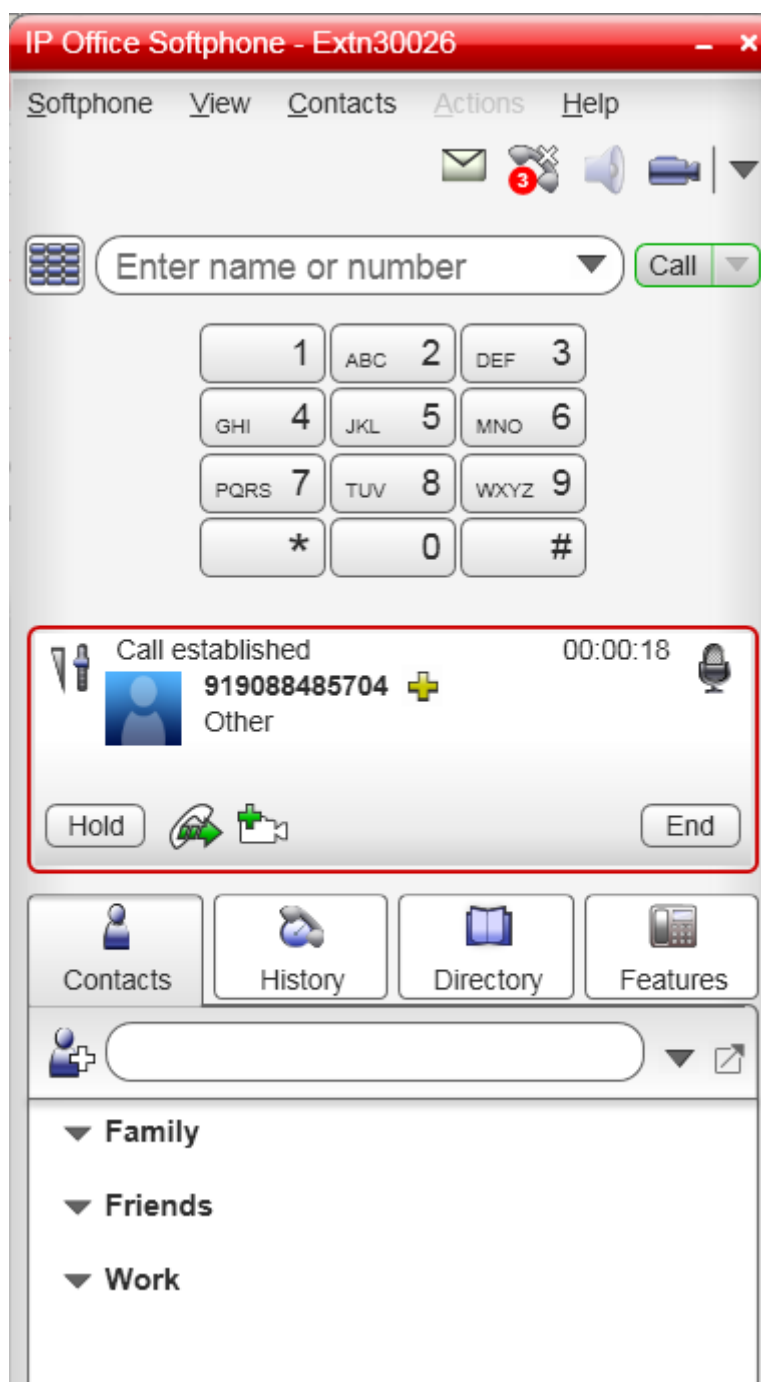 IP Office Softphone - Extn30026
Softphone View Contacts Actions Help
3
Enter name or number Call
1 ABC 2 DEF 3
GHI 4 JKL 5 MNO 6
PQRS 7 TUV 8 WXYZ 9
* 0 #
Call established 00:00:18
919088485704
Other
Hold End
Contacts History Directory Features
Family
Friends
Work